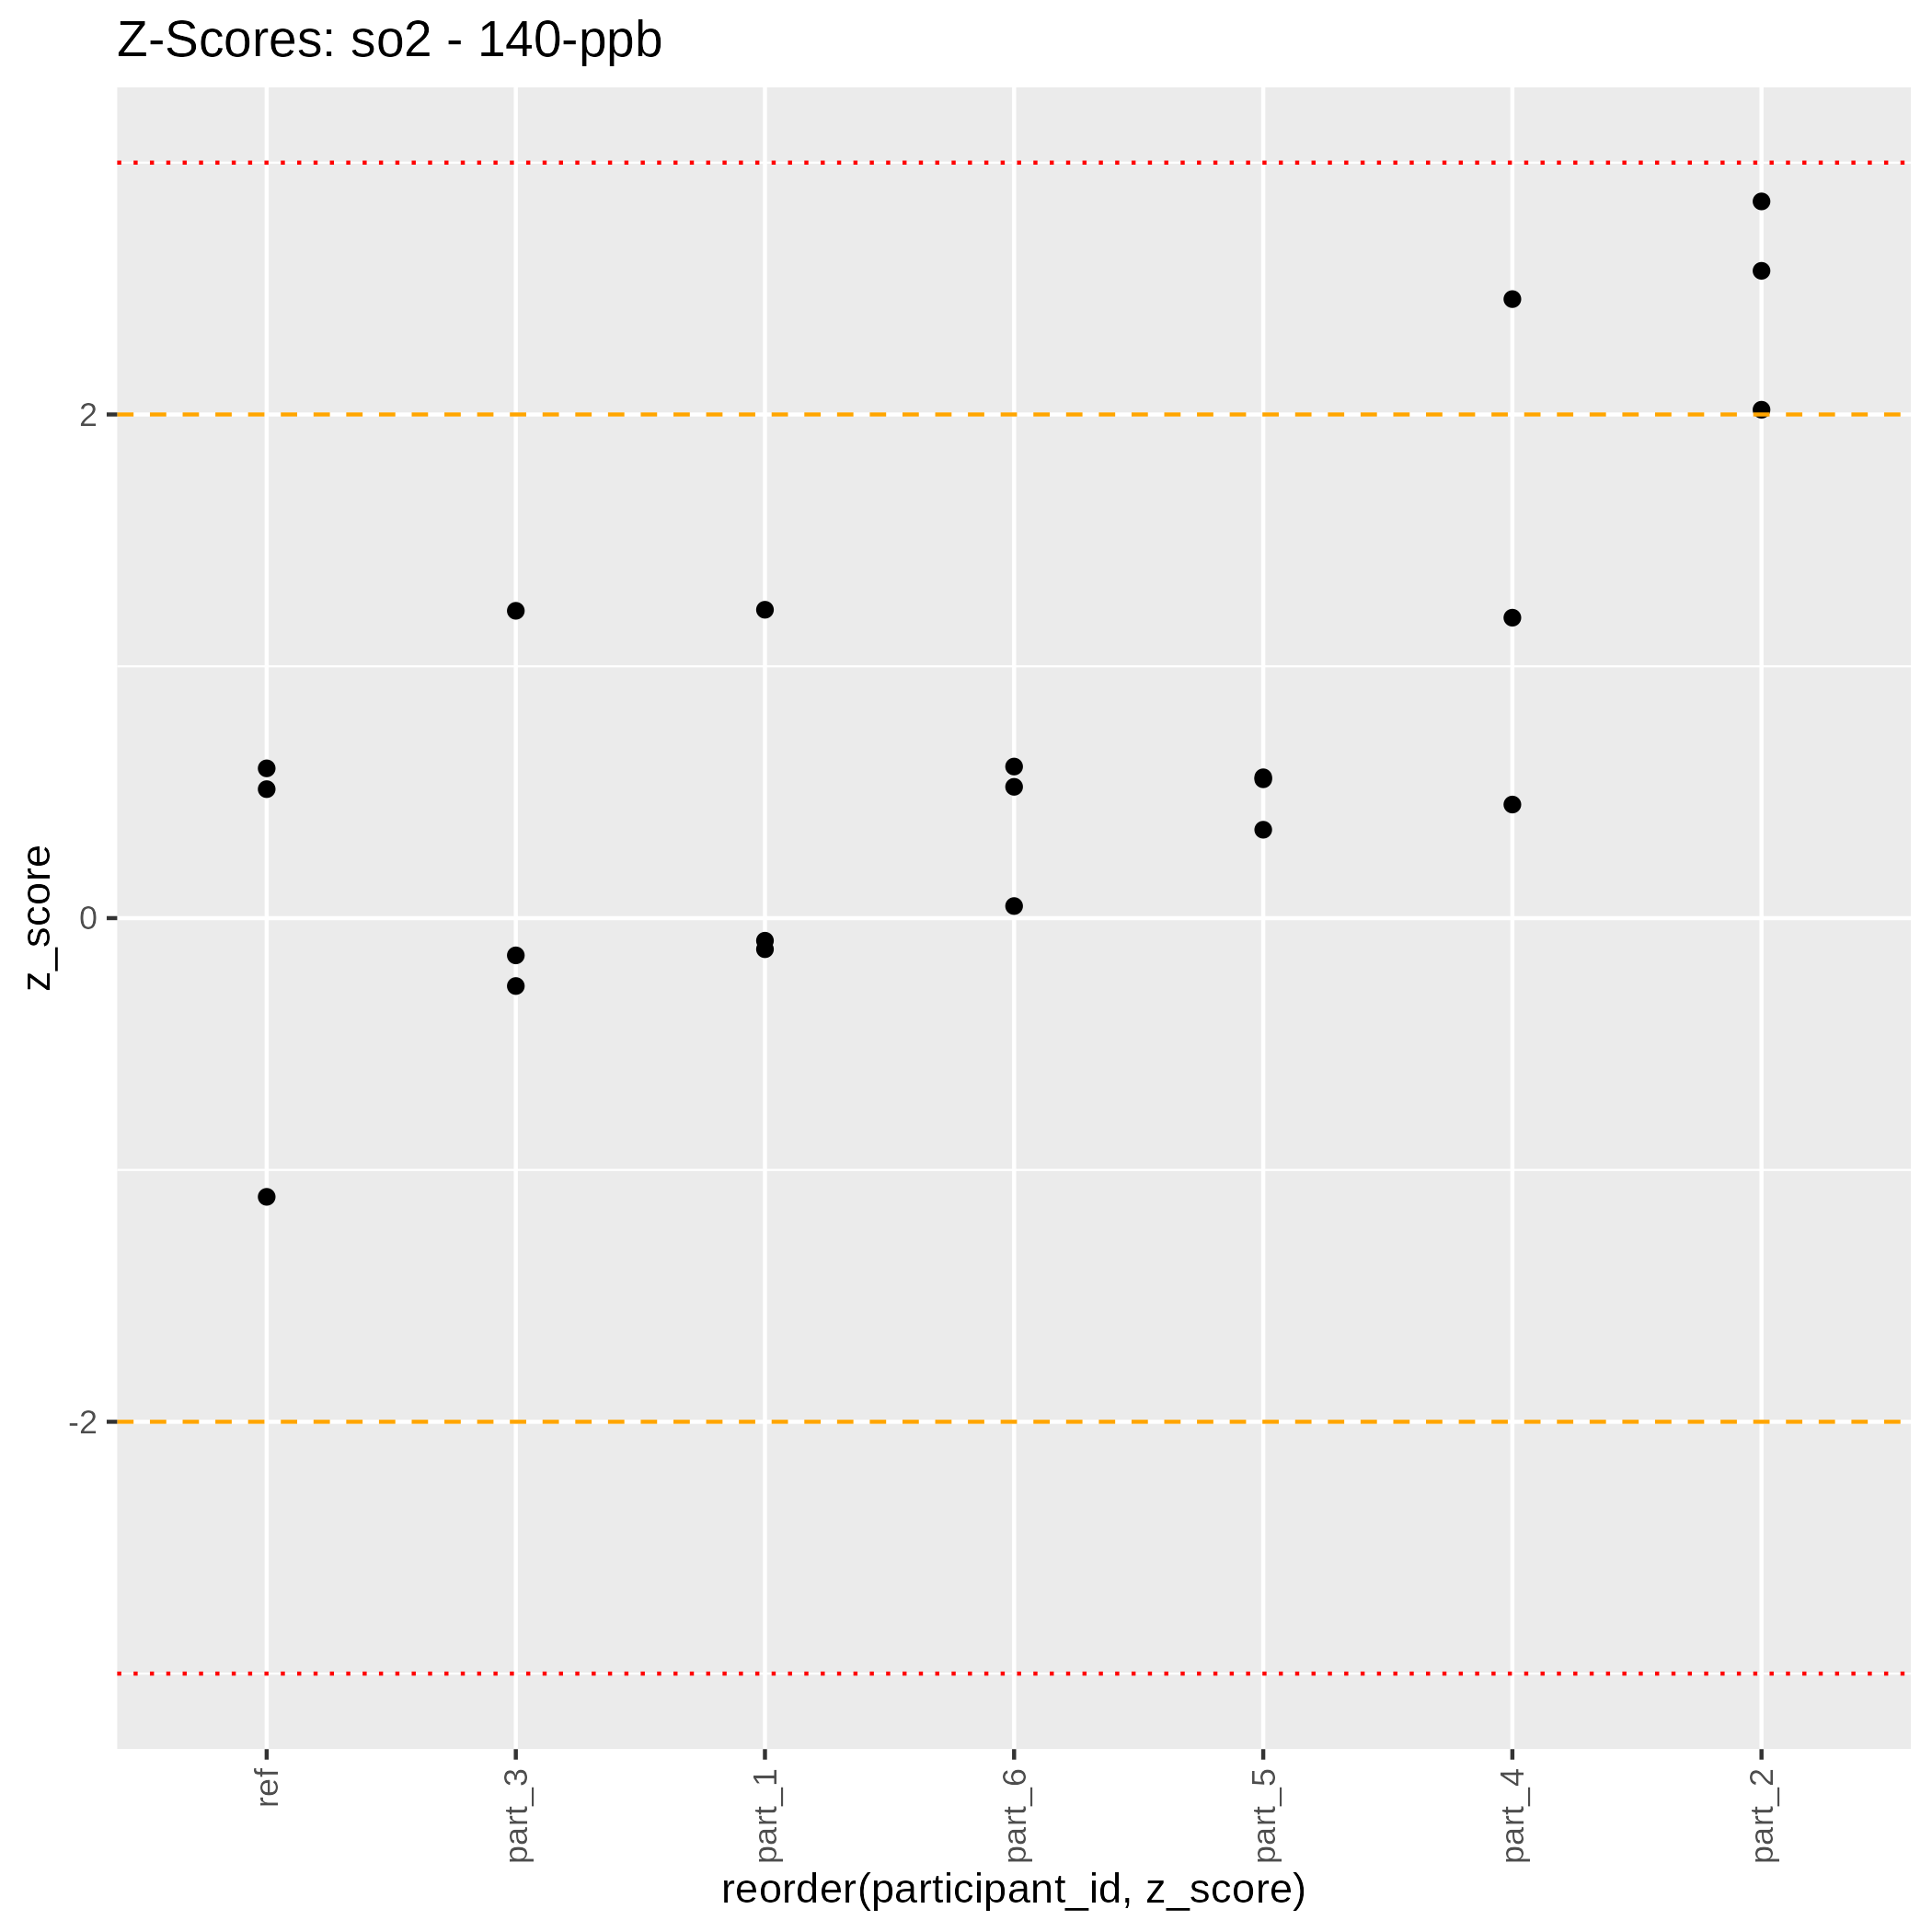 Z-Scores: so2 - 140-ppb
z_score
2
0
-2
ref
part_3
part_1
part_6
part_5
part_4
part_2
reorder(participant_id, z_score)